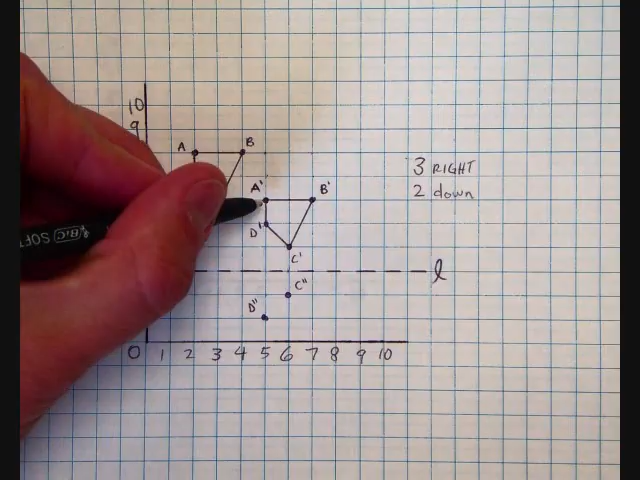 10
9
A B
3 RIGHT
A' B'
2 down
D'
C'
l
C"
D"
0 1 2 3 4 5 6 7 8 9 10
BIC SOFT